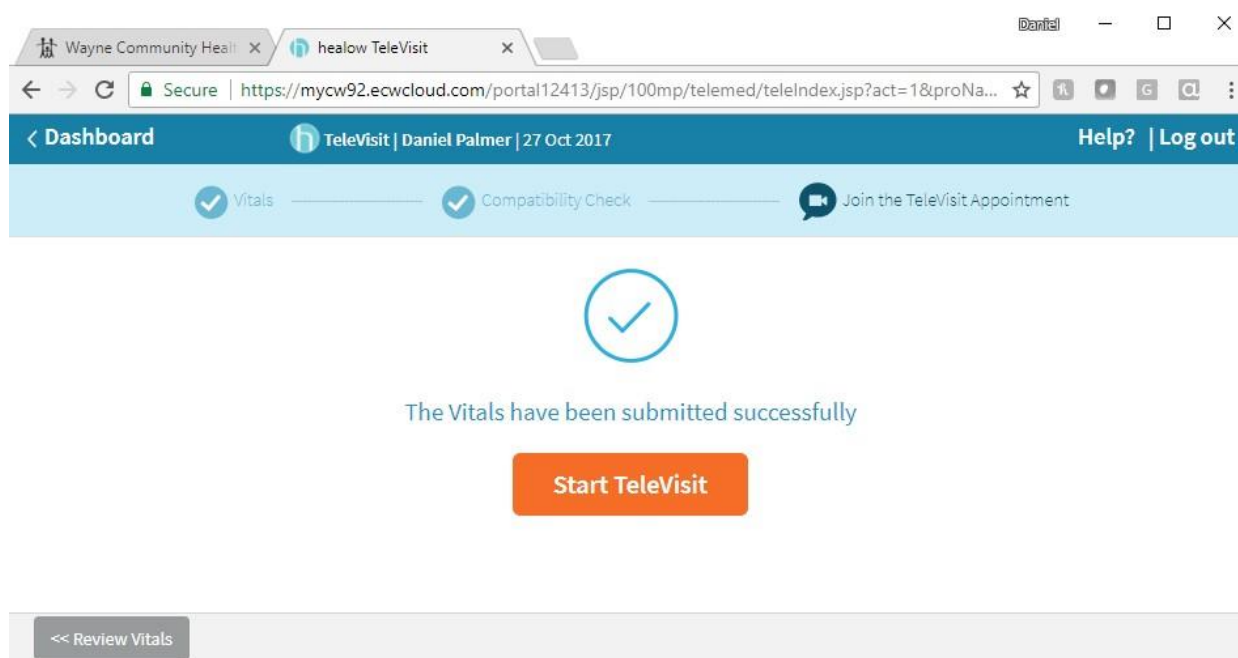 Daniel
Wayne Community Healt
healow TeleVisit
Secure | https://mycw92.ecwcloud.com/portal12413/jsp/100mp/telemed/teleIndex.jsp?act=1&proNa...
< Dashboard
TeleVisit | Daniel Palmer | 27 Oct 2017
Help? | Log out
Vitals
Compatibility Check
Join the TeleVisit Appointment
The Vitals have been submitted successfully
Start TeleVisit
<< Review Vitals